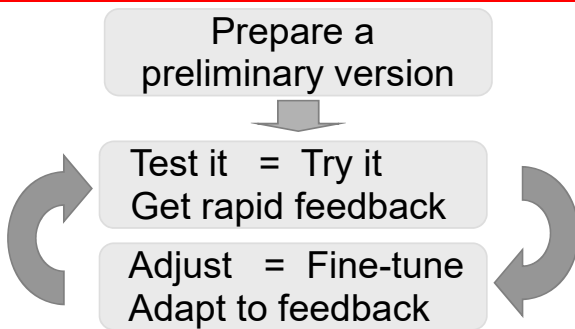 Prepare a
preliminary version
Test it = Try it
Get rapid feedback
Adjust = Fine-tune
Adapt to feedback